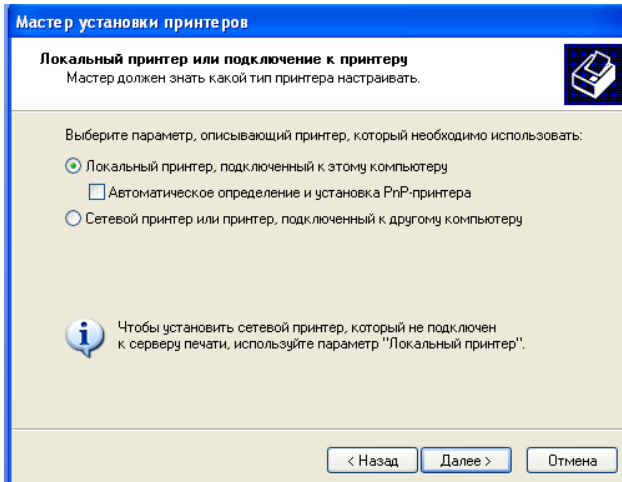 Мастер установки принтеров
Локальный принтер или подключение к принтеру
Мастер должен знать какой тип принтера настраивать.
Выберите параметр, описывающий принтер, который необходимо использовать:
Локальный принтер, подключенный к этому компьютеру
Автоматическое определение и установка PnP-принтера
Сетевой принтер или принтер, подключенный к другому компьютеру
Чтобы установить сетевой принтер, который не подключен
к серверу печати, используйте параметр "Локальный принтер".
< Назад Далее > Отмена